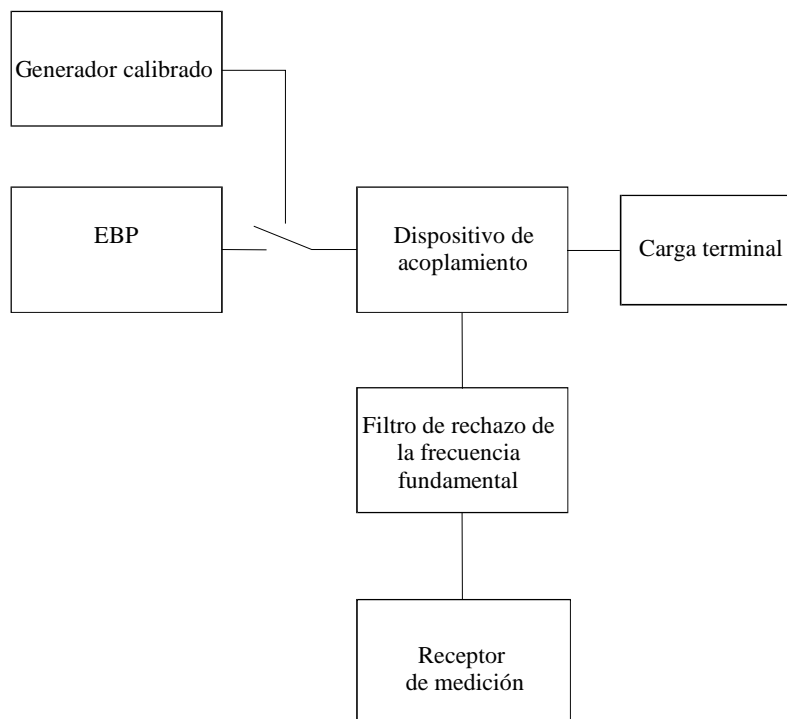 Generador calibrado
EBP
Dispositivo de
acoplamiento
Carga terminal
Filtro de rechazo de
la frecuencia
fundamental
Receptor
de medición